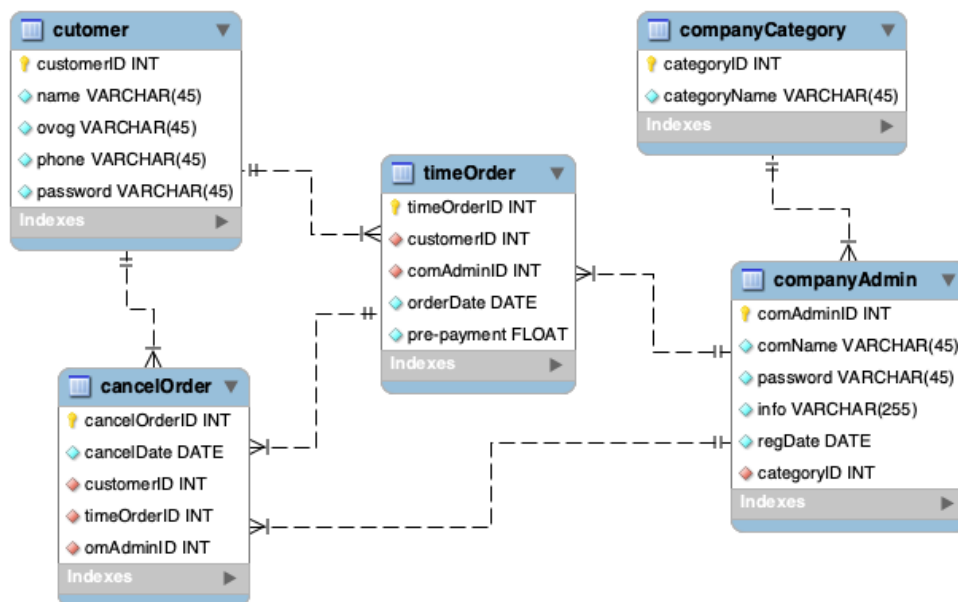 cutomer
customerID INT
name VARCHAR(45)
ovog VARCHAR(45)
phone VARCHAR(45)
password VARCHAR(45)
Indexes
companyCategory
categoryID INT
categoryName VARCHAR(45)
Indexes
timeOrder
timeOrderID INT
customerID INT
comAdminID INT
orderDate DATE
pre-payment FLOAT
Indexes
companyAdmin
comAdminID INT
comName VARCHAR(45)
password VARCHAR(45)
info VARCHAR(255)
regDate DATE
categoryID INT
Indexes
cancelOrder
cancelOrderID INT
cancelDate DATE
customerID INT
timeOrderID INT
omAdminID INT
Indexes